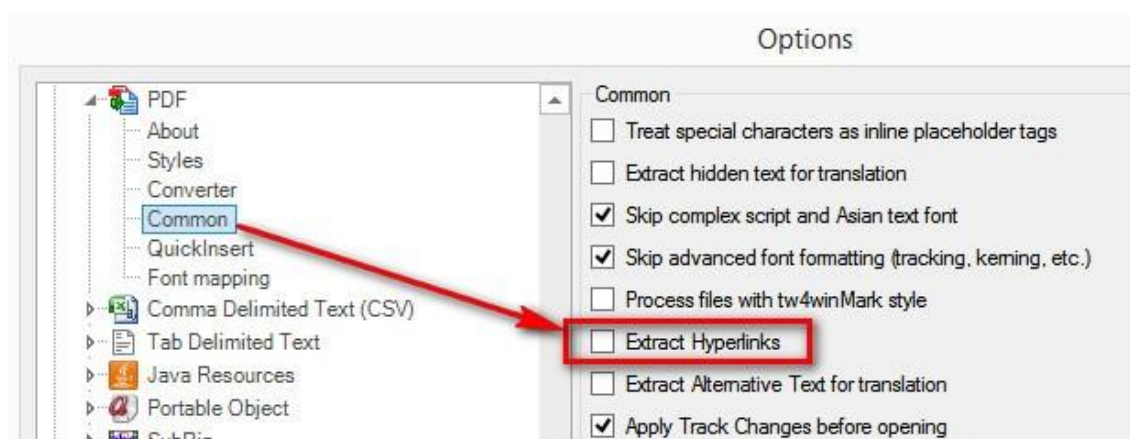 Options
PDF
About
Styles
Converter
Common
QuickInsert
Font mapping
Comma Delimited Text (CSV)
Tab Delimited Text
Java Resources
Portable Object
SubRip
Common
Treat special characters as inline placeholder tags
Extract hidden text for translation
Skip complex script and Asian text font
Skip advanced font formatting (tracking, kerning, etc.)
Process files with tw4winMark style
Extract Hyperlinks
Extract Alternative Text for translation
Apply Track Changes before opening